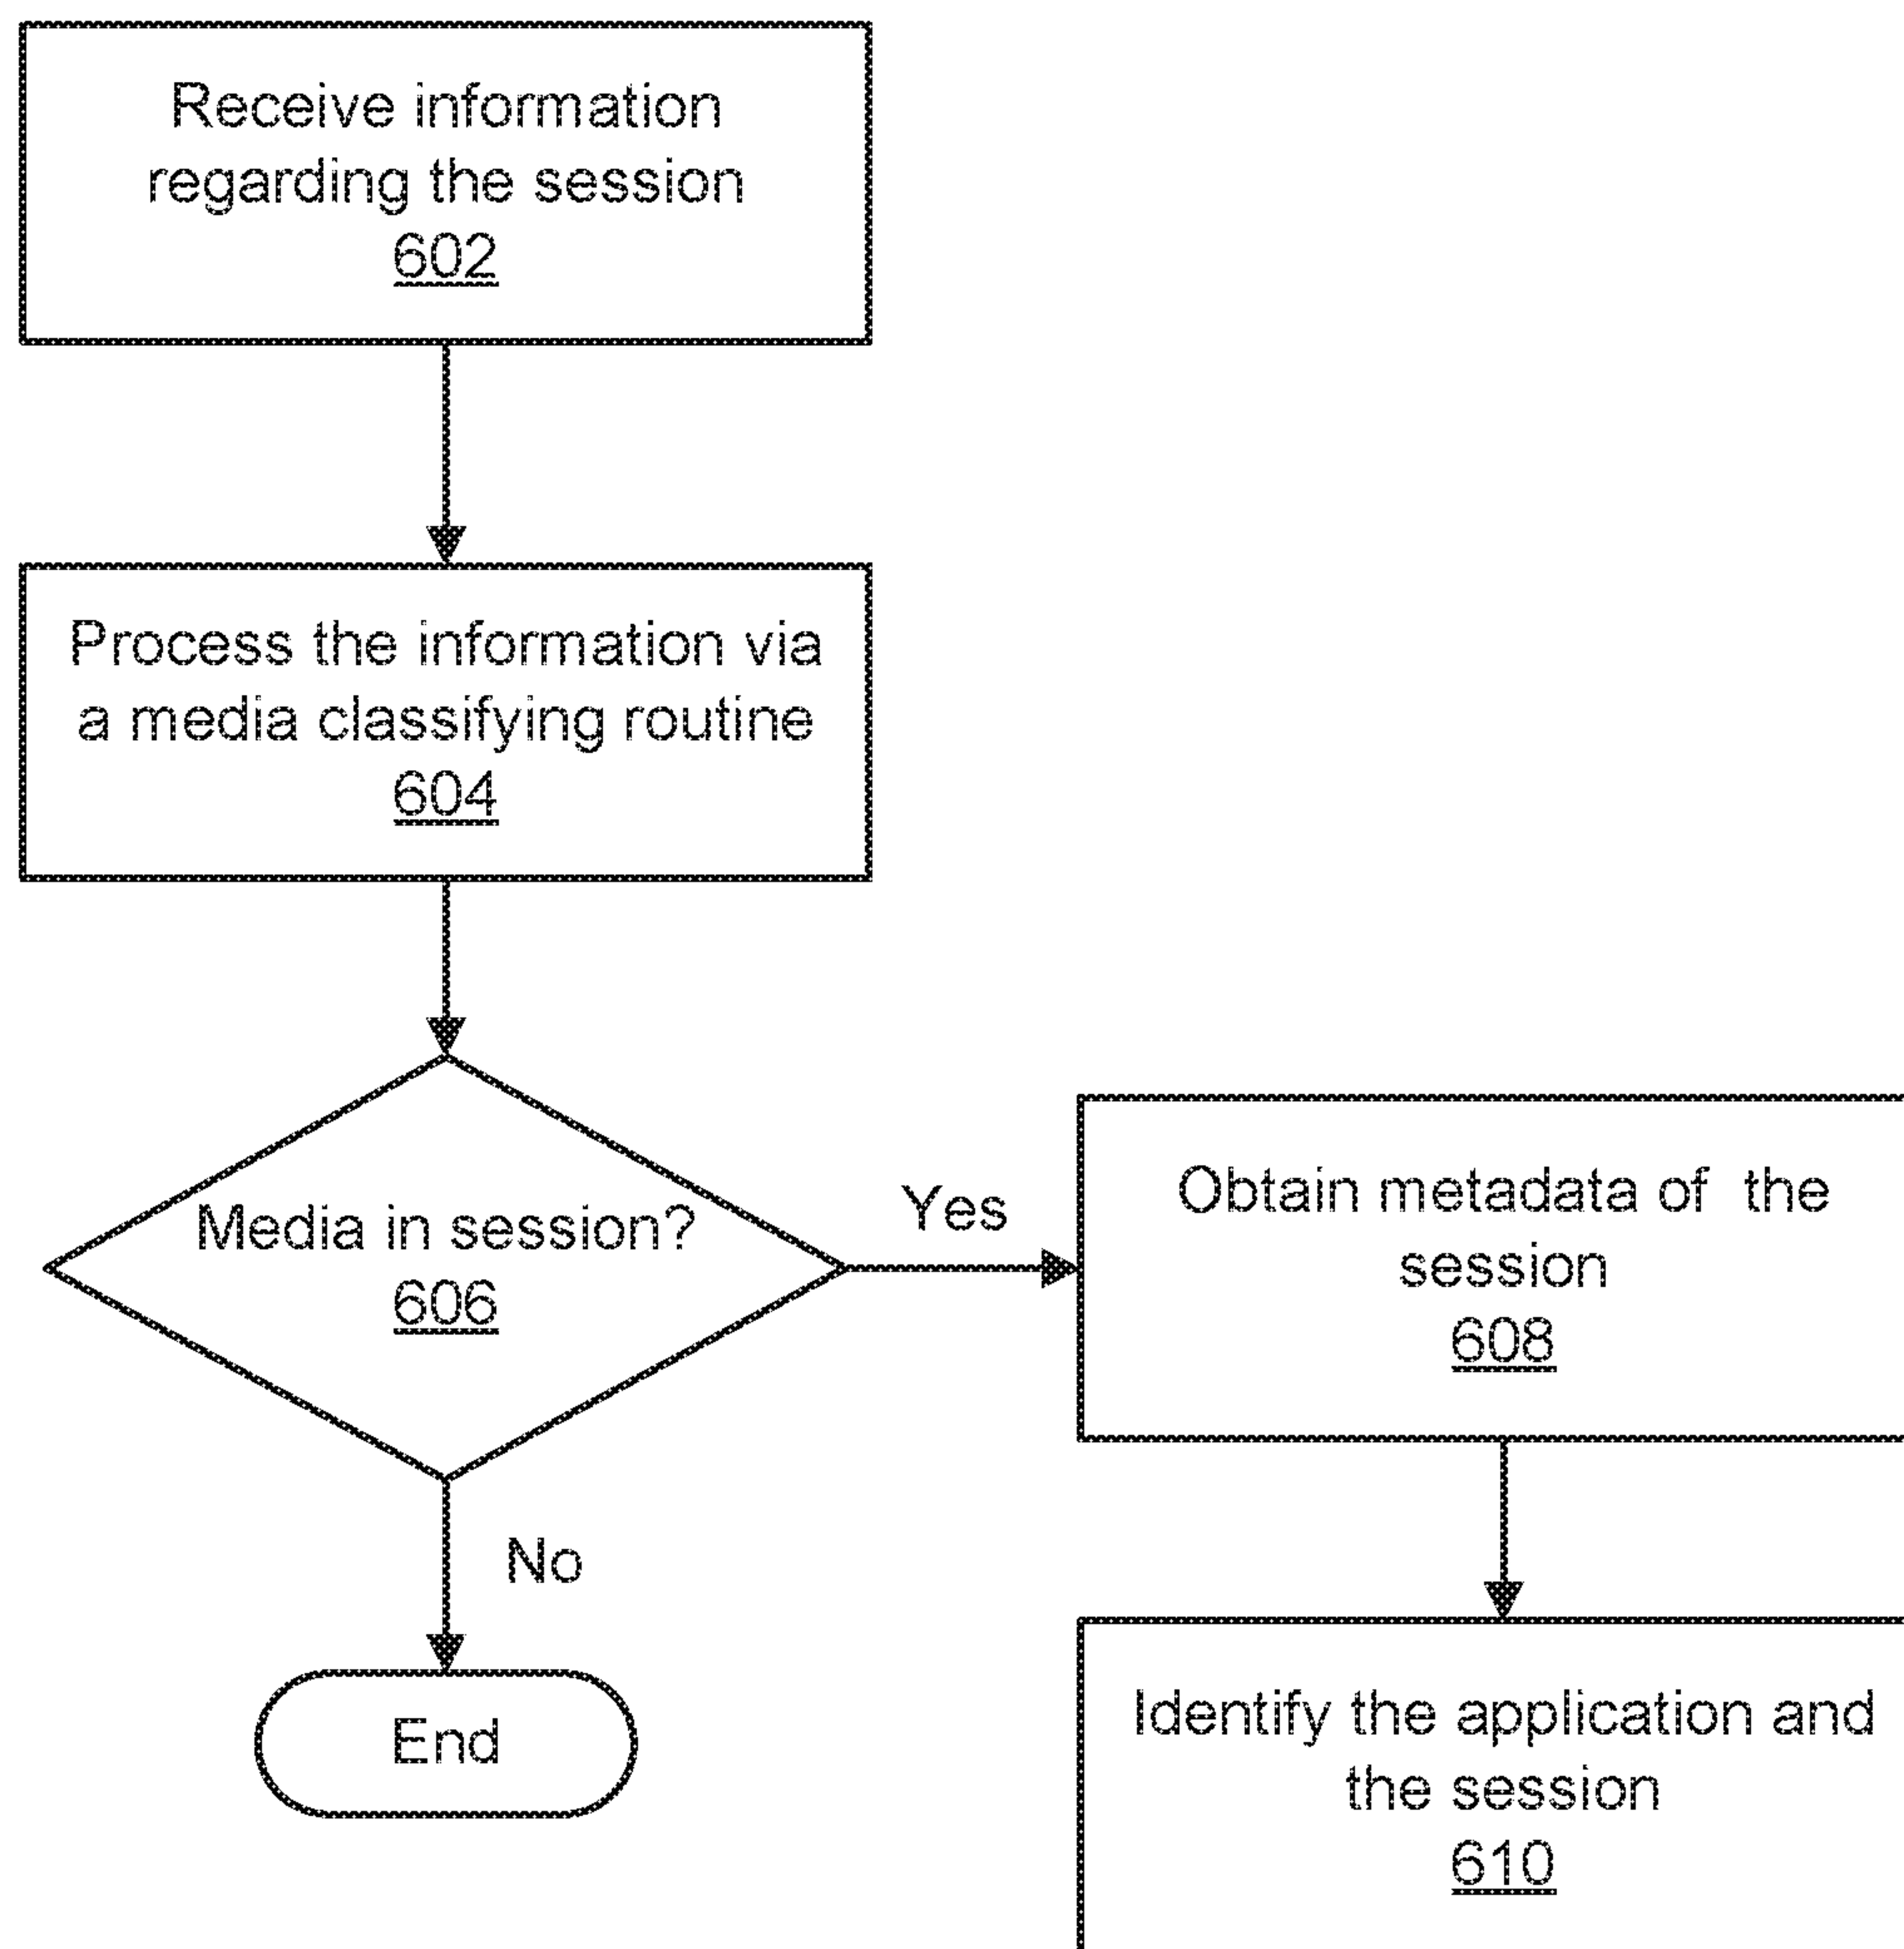 Receive information
regarding the session
602
Process the information via
a media classifying routine
604
Media in session?
606
Yes
No
End
Obtain metadata of the
session
608
Identify the application and
the session
610